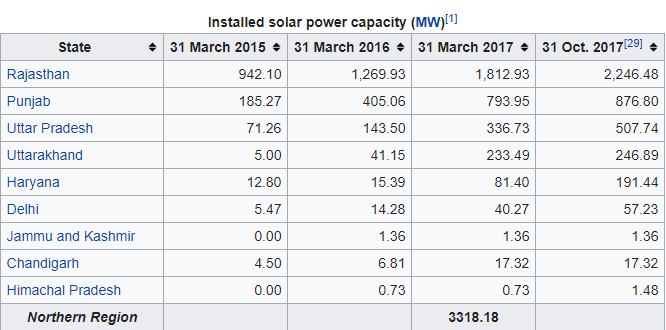 Installed solar power capacity (MW)[1]
State 31 March 2015 31 March 2016 31 March 2017 31 Oct. 2017[29]
Rajasthan 942.10 1,269.93 1,812.93 2,246.48
Punjab 185.27 405.06 793.95 876.80
Uttar Pradesh 71.26 143.50 336.73 507.74
Uttarakhand 5.00 41.15 233.49 246.89
Haryana 12.80 15.39 81.40 191.44
Delhi 5.47 14.28 40.27 57.23
Jammu and Kashmir 0.00 1.36 1.36 1.36
Chandigarh 4.50 6.81 17.32 17.32
Himachal Pradesh 0.00 0.73 0.73 1.48
Northern Region 3318.18